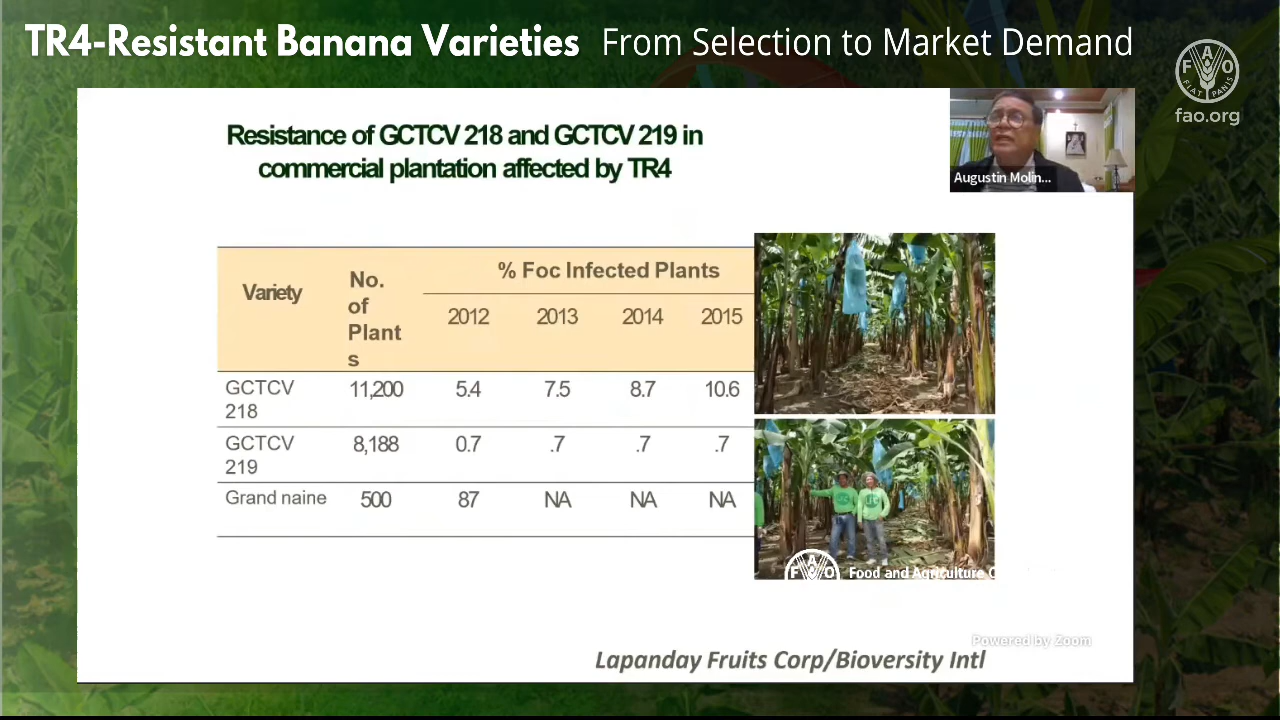 TR4-Resistant Banana Varieties From Selection to Market Demand
F A O
FIAT PANIS
fao.org
Augustin Molin...
Resistance of GCTCV 218 and GCTCV 219 in
commercial plantation affected by TR4
Variety
No.
of
Plant
s
% Foc Infected Plants
2012 2013 2014 2015
GCTCV
218
11,200 5.4 7.5 8.7 10.6
GCTCV
219
8,188 0.7 .7 .7 .7
Grand naine 500 87 NA NA NA
F A O
Food and Agriculture
Powered by Zoom
Lapanday Fruits Corp/Bioversity Intl